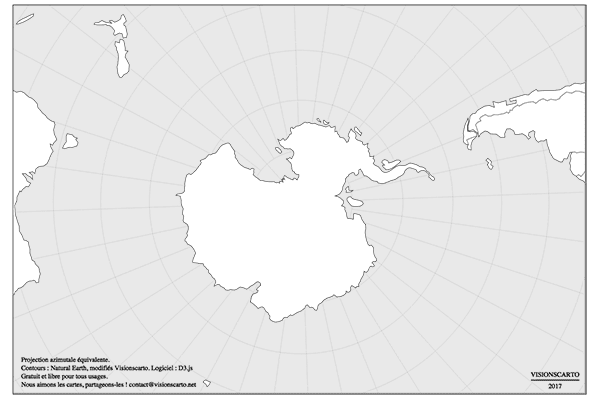 Projection azimutale équivalente.
Contours : Natural Earth, modifiés Visionscarto. Logiciel : D3.js
Gratuit et libre pour tous usages.
Nous aimons les cartes, partageons-les ! contact@visionscarto.net
VISIONSCARTO
2017